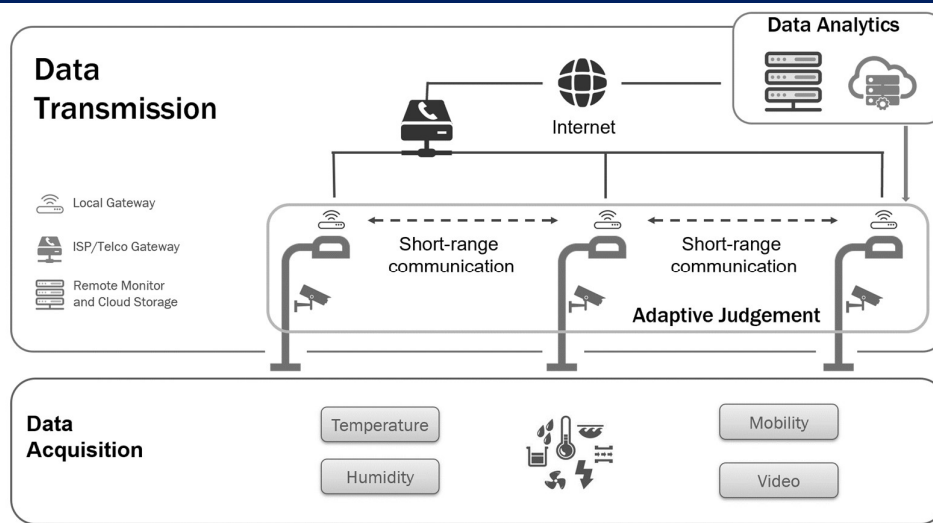 Data Analytics
Data
Transmission
Internet
Local Gateway
ISP/Telco Gateway
Remote Monitor
and Cloud Storage
Short-range
communication
Short-range
communication
Adaptive Judgement
Data
Acquisition
Temperature
Humidity
Mobility
Video